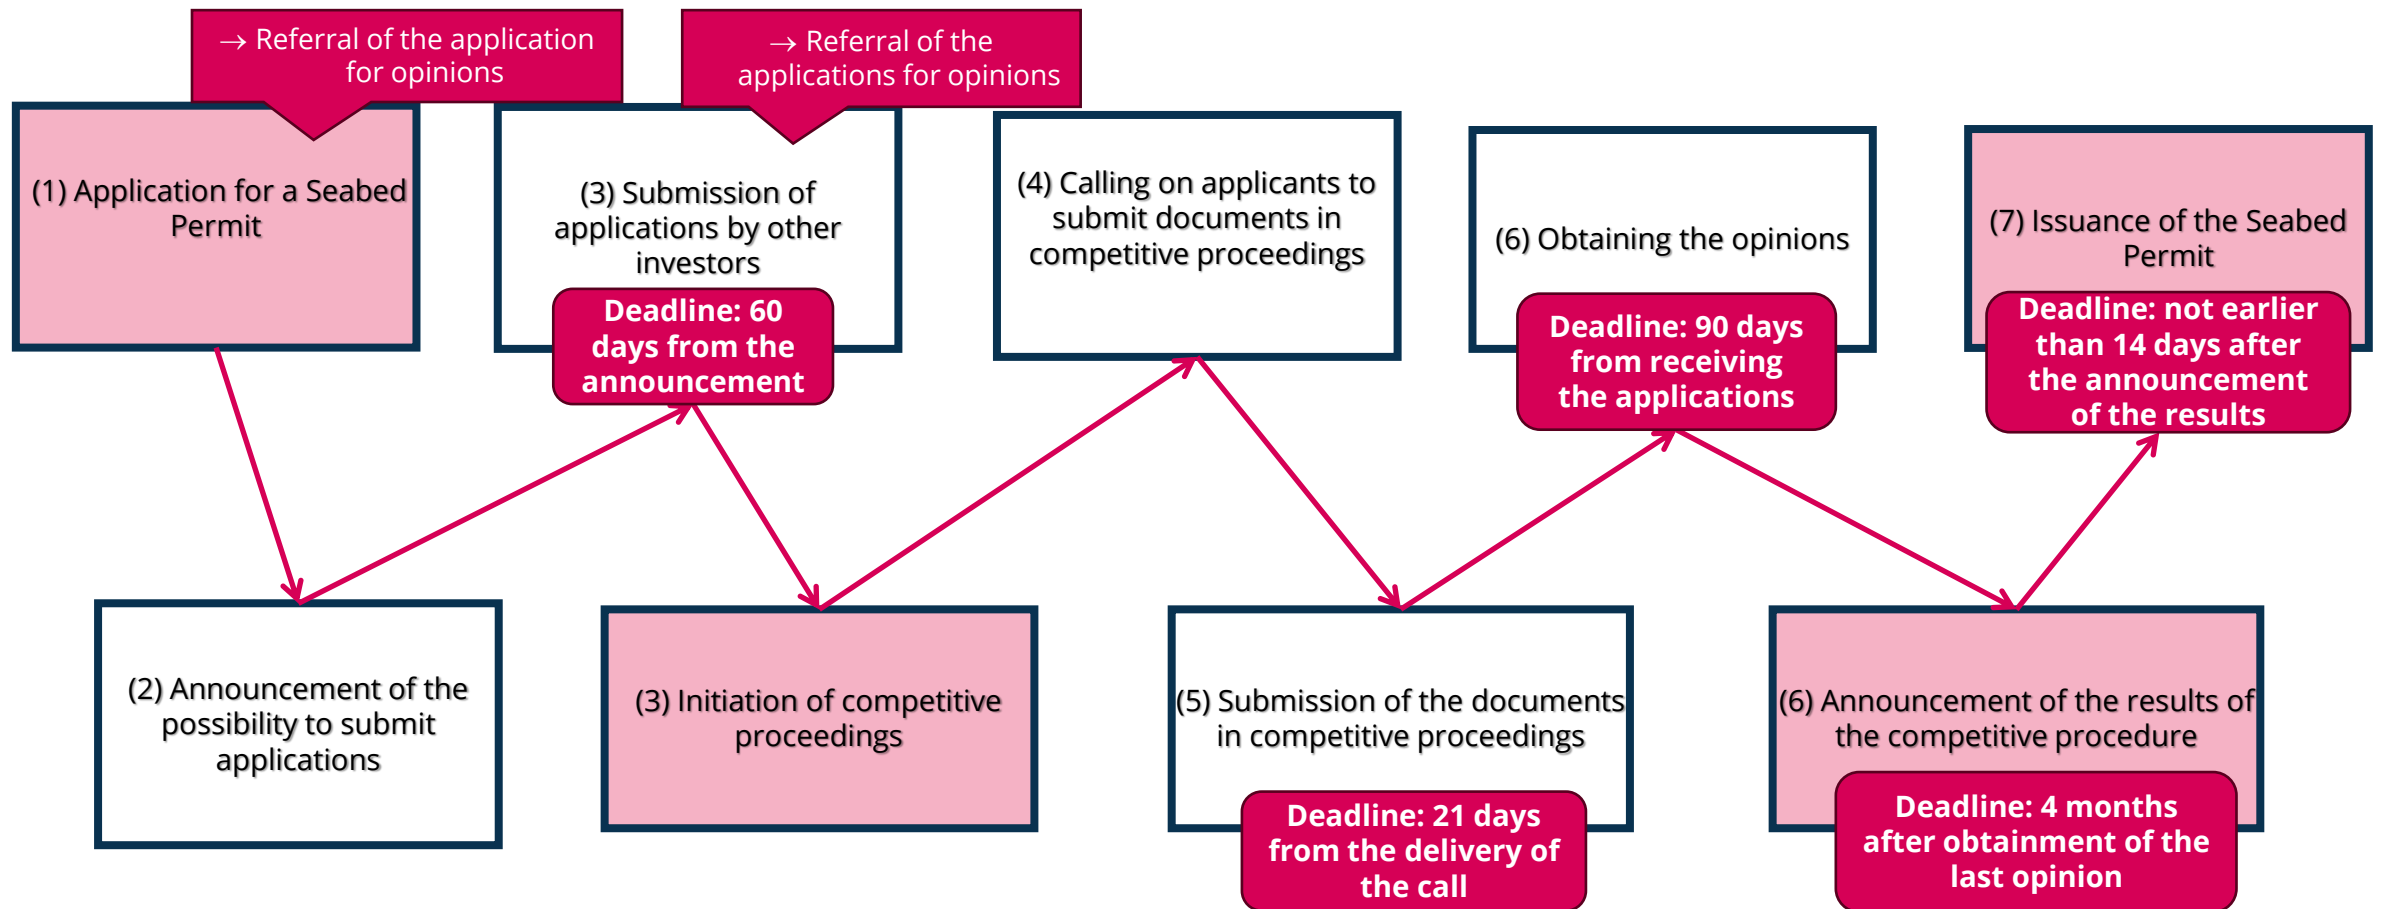 → Referral of the application
for opinions
→ Referral of the
applications for opinions
(1) Application for a Seabed
Permit
(3) Submission of
applications by other
investors
Deadline: 60
days from the
announcement
(4) Calling on applicants to
submit documents in
competitive proceedings
(6) Obtaining the opinions
Deadline: 90 days
from receiving
the applications
(7) Issuance of the Seabed
Permit
Deadline: not earlier
than 14 days after
the announcement
of the results
(2) Announcement of the
possibility to submit
applications
(3) Initiation of competitive
proceedings
(5) Submission of the documents
in competitive proceedings
Deadline: 21 days
from the delivery of
the call
(6) Announcement of the results of
the competitive procedure
Deadline: 4 months
after obtainment of the
last opinion